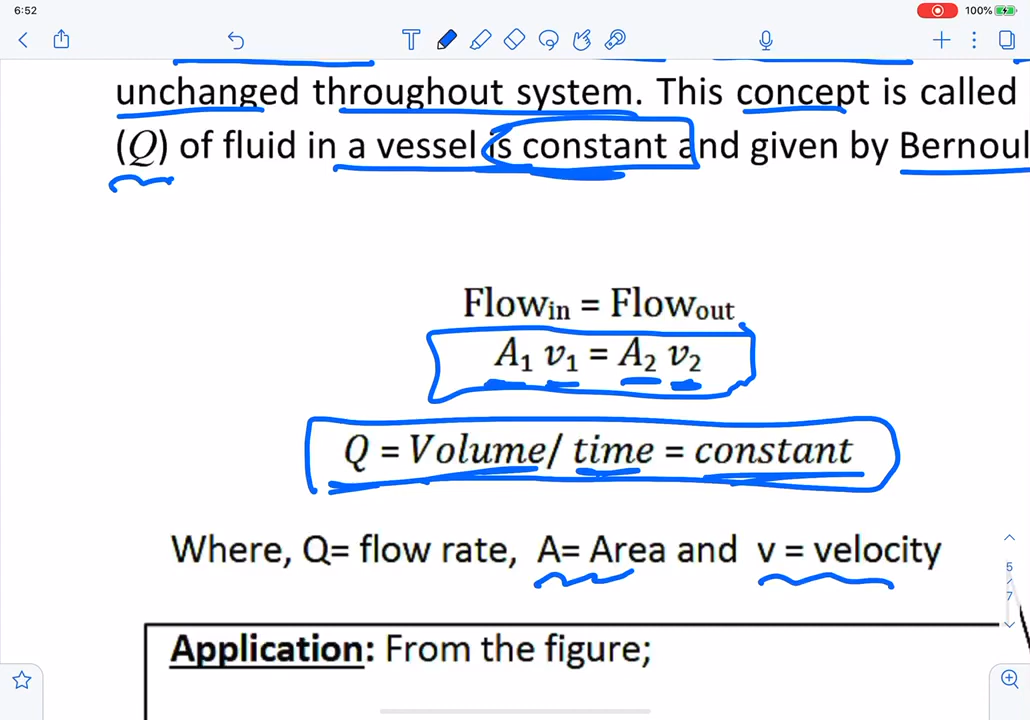 6:52
100%
unchanged throughout system. This concept is called
(Q) of fluid in a vessel is constant and given by Bernoul
Flowin = Flowout
A1 v1 = A2 v2
Q = Volume/ time = constant
Where, Q= flow rate, A= Area and v = velocity
5
7
Application: From the figure;